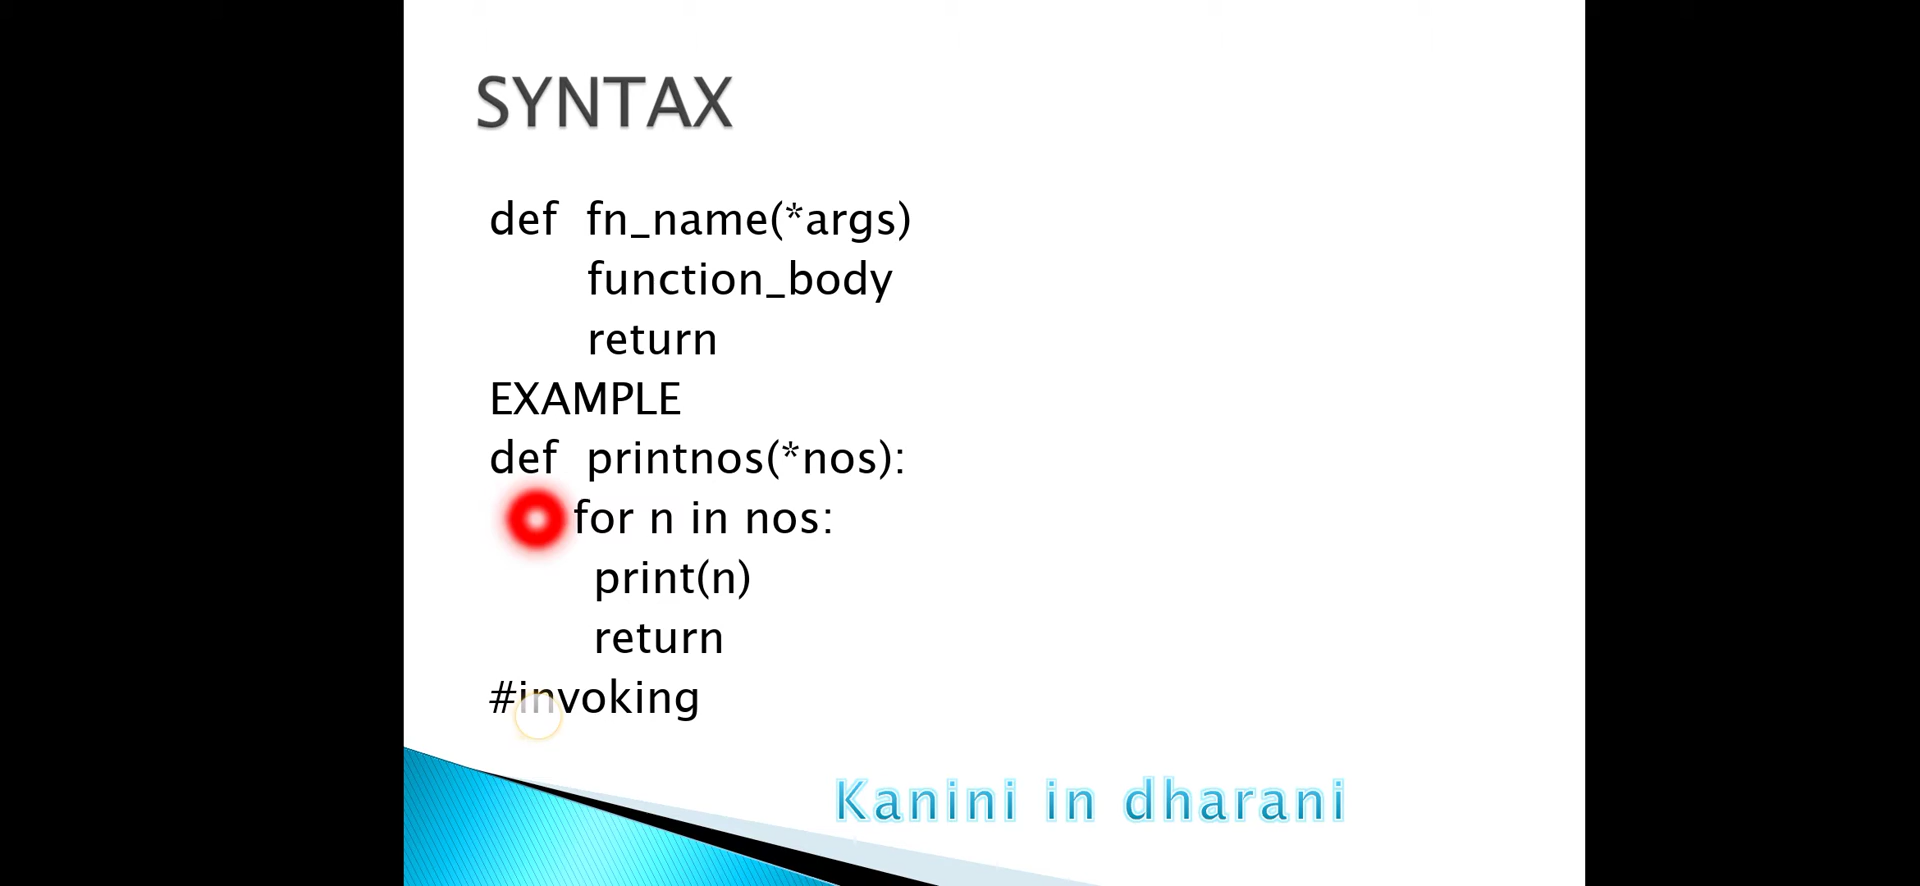 SYNTAX
def fn_name(*args)
function_body
return
EXAMPLE
def printnos(*nos):
for n in nos:
print(n)
return
#invoking
Kanini in dharani